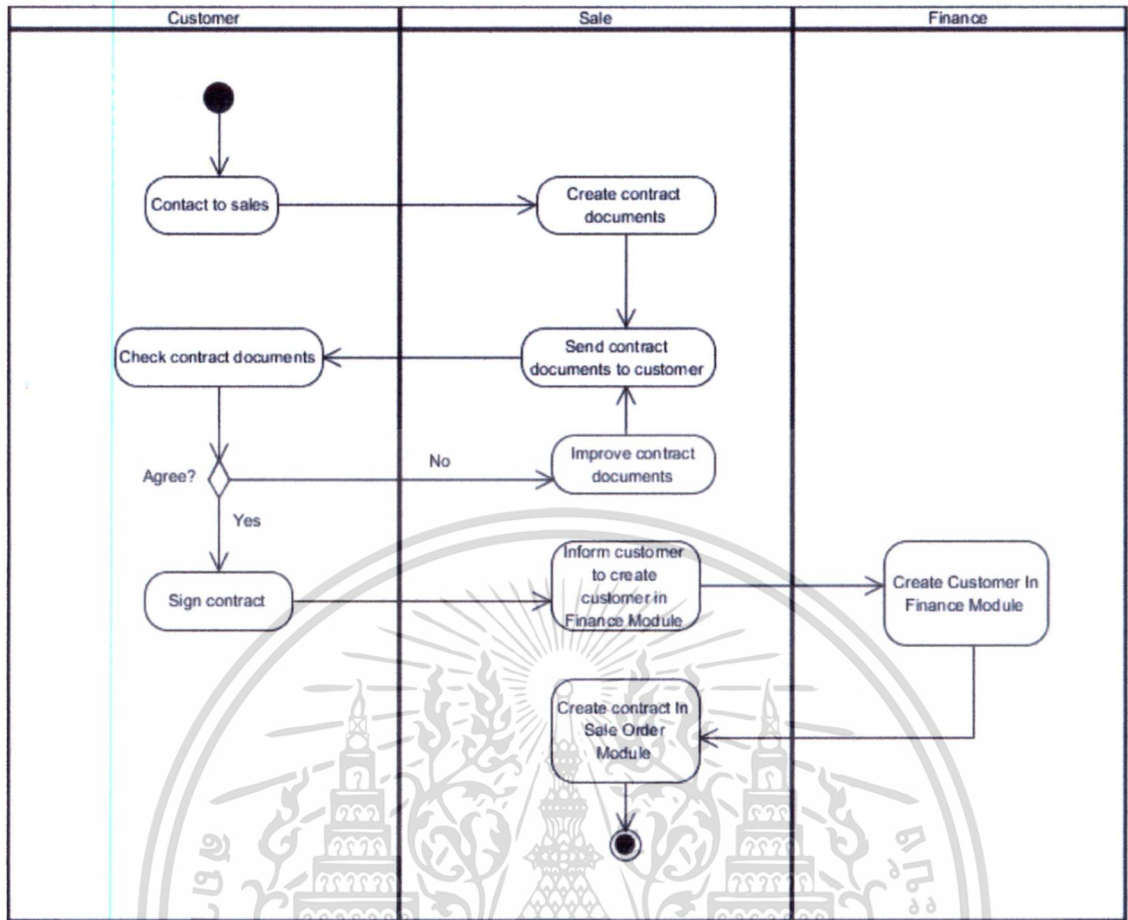 Customer
Sale
Finance
Contact to sales
Create contract
documents
Check contract documents
Send contract
documents to customer
Agree?
No
Improve contract
documents
Yes
Sign contract
Inform customer
to create
customer in
Finance Module
Create Customer In
Finance Module
Create contract In
Sale Order
Module